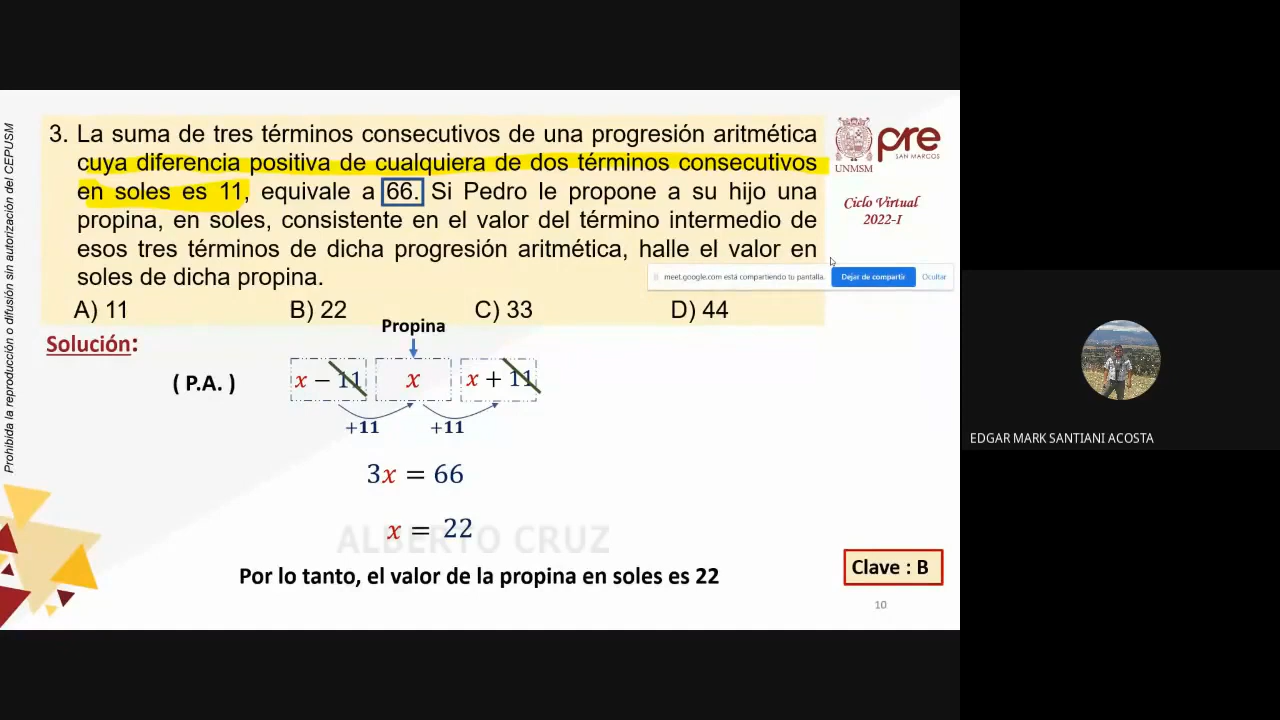 Prohibida la reproducción o difusión sin autorización del CEPUSM
3. La suma de tres términos consecutivos de una progresión aritmética
cuya diferencia positiva de cualquiera de dos términos consecutivos
en soles es 11, equivale a 66. Si Pedro le propone a su hijo una
propina, en soles, consistente en el valor del término intermedio de
esos tres términos de dicha progresión aritmética, halle el valor en
soles de dicha propina.
A) 11 B) 22 C) 33 D) 44
UNMSM
pre
SAN MARCOS
Ciclo Virtual
2022-I
meet.google.com está compartiendo tu pantalla. Dejar de compartir Ocultar
Solución:
Propina
( P.A. ) x − 11 x x + 11
+11 +11
3x = 66
x = 22
ALBERTO CRUZ
Por lo tanto, el valor de la propina en soles es 22
Clave : B
10
EDGAR MARK SANTIANI ACOSTA